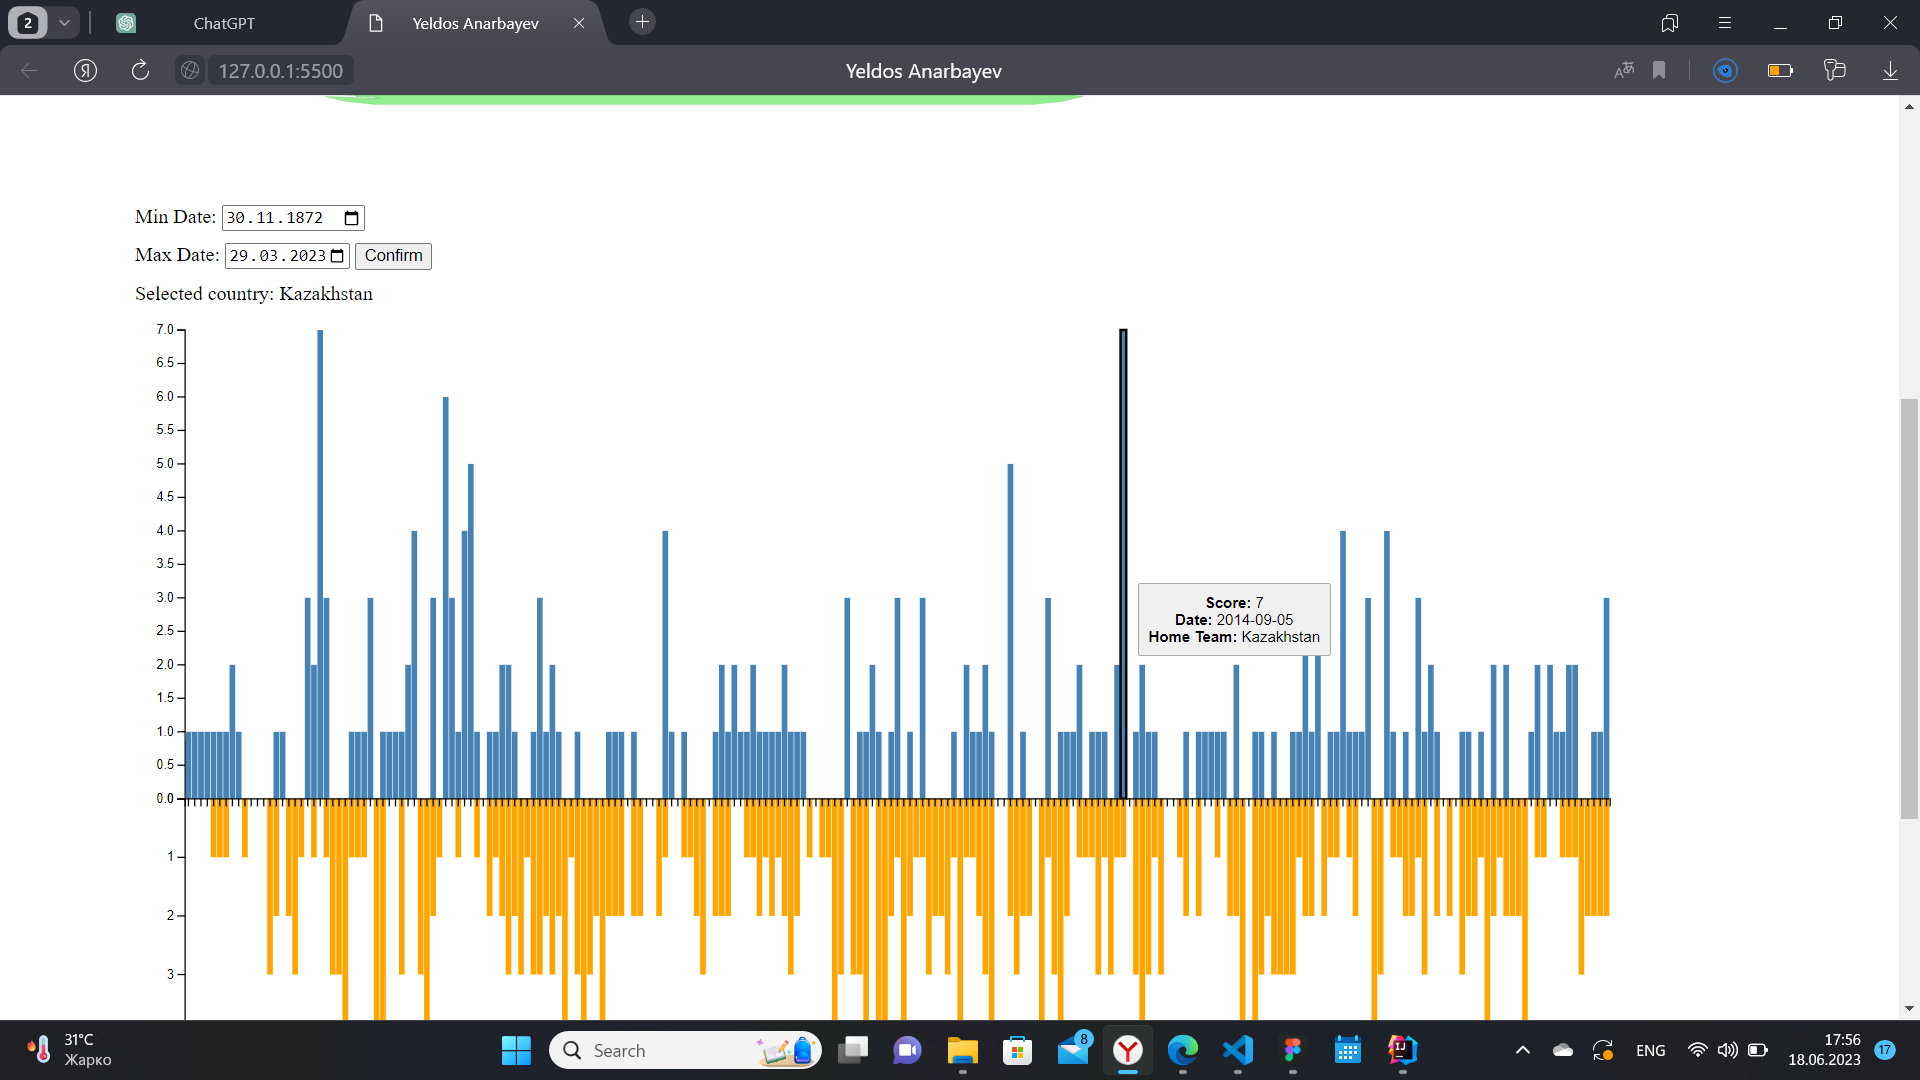 2
ChatGPT
Yeldos Anarbayev
127.0.0.1:5500
Yeldos Anarbayev
Min Date: 30.11.1872
Max Date: 29.03.2023 Confirm
Selected country: Kazakhstan
7.0
6.5
6.0
5.5
5.0
4.5
4.0
3.5
3.0
2.5
2.0
1.5
1.0
0.5
0.0
1
2
3
Score: 7
Date: 2014-09-05
Home Team: Kazakhstan
31°C
Жарко
Search
8
ENG
17:56
18.06.2023
17